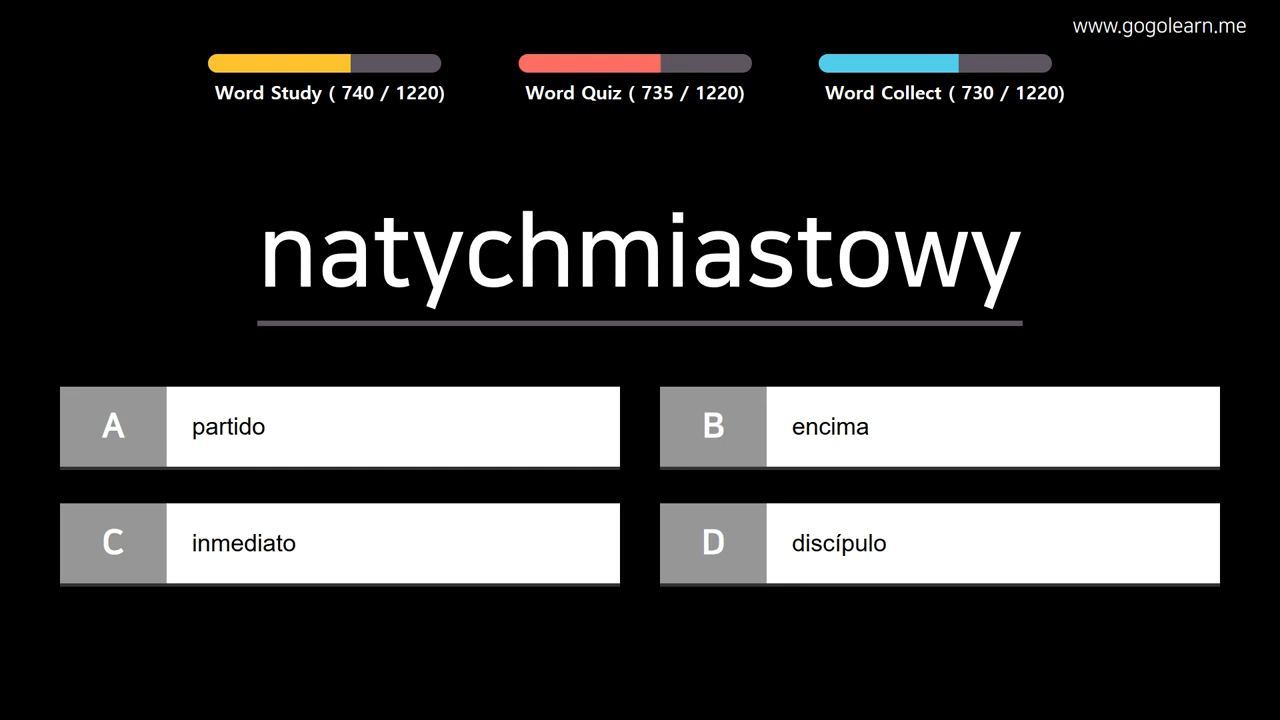 www.gogolearn.me
Word Study ( 740 / 1220)
Word Quiz ( 735 / 1220)
Word Collect ( 730 / 1220)
natychmiastowy
A partido
B encima
C inmediato
D discípulo